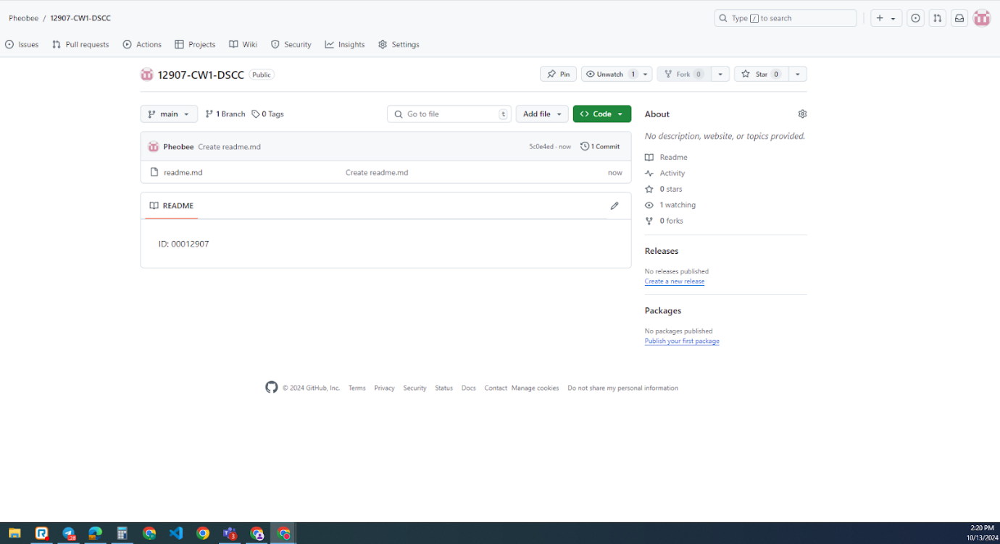 Pheobee / 12907-CW1-DSCC
Type / to search
Issues Pull requests Actions Projects Wiki Security Insights Settings
12907-CW1-DSCC Public
Pin Unwatch 1 Fork 0 Star 0
main 1 Branch 0 Tags Go to file t Add file <> Code
Pheobee Create readme.md 5c0e4ed · now 1 Commit
readme.md Create readme.md now
README
ID: 00012907
About
No description, website, or topics provided.
Readme
Activity
0 stars
1 watching
0 forks
Releases
No releases published
Create a new release
Packages
No packages published
Publish your first package
© 2024 GitHub, Inc. Terms Privacy Security Status Docs Contact Manage cookies Do not share my personal information
28
3
2:20 PM
10/13/2024